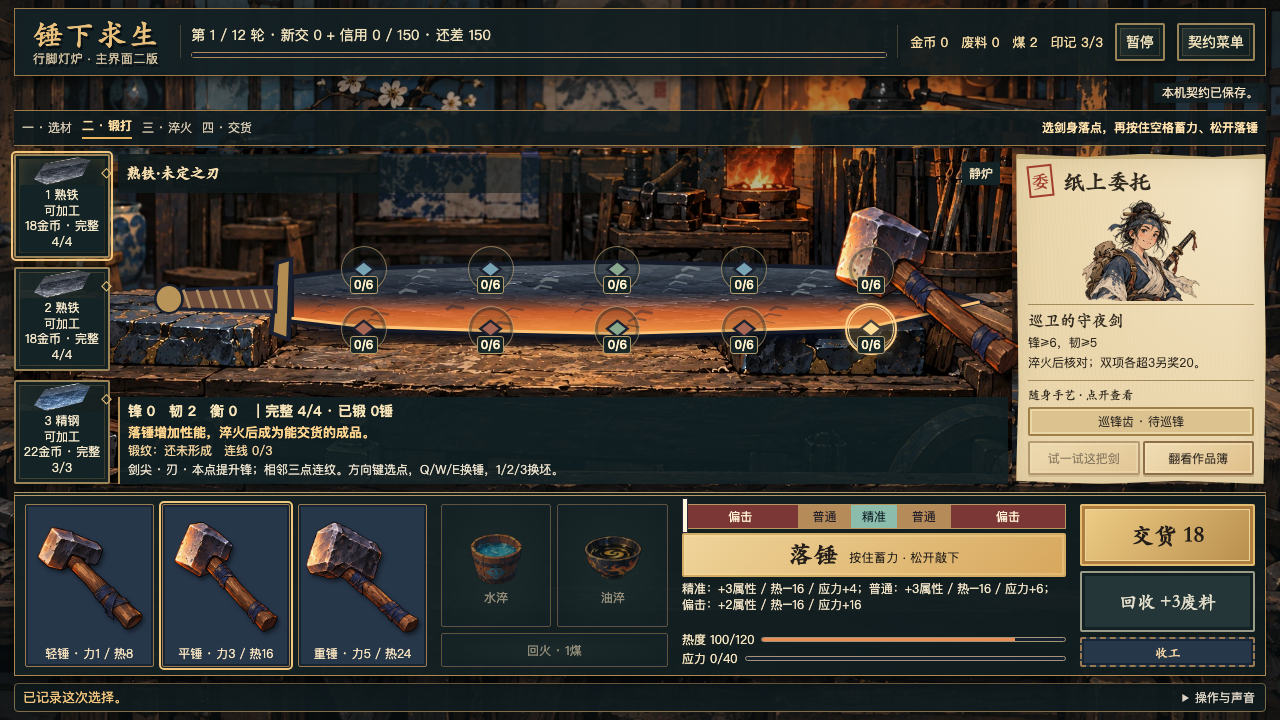 锤下求生
行脚灯炉 · 主界面二版
第 1 / 12 轮 · 新交 0 + 信用 0 / 150 · 还差 150
金币 0 废料 0 煤 2 印记 3/3
暂停
契约菜单
本机契约已保存。
一 · 选材 二 · 锻打 三 · 淬火 四 · 交货
选剑身落点，再按住空格蓄力、松开落锤
1 熟铁
可加工
18金币 · 完整
4/4
2 熟铁
可加工
18金币 · 完整
4/4
3 精钢
可加工
22金币 · 完整
3/3
熟铁·未定之刃
静炉
0/6 0/6 0/6 0/6 0/6
0/6 0/6 0/6 0/6 0/6
锋 0 韧 2 衡 0 ｜完整 4/4 · 已锻 0锤
落锤增加性能，淬火后成为能交货的成品。
锻纹：还未形成 连线 0/3
剑尖 · 刃 · 本点提升锋；相邻三点连纹。方向键选点，Q/W/E换锤，1/2/3换坯。
委
纸上委托
巡卫的守夜剑
锋≥6，韧≥5
淬火后核对；双项各超3另奖20。
随身手艺 · 点开查看
巡锋齿 · 待巡锋
试一试这把剑
翻看作品簿
轻锤 · 力1 / 热8
平锤 · 力3 / 热16
重锤 · 力5 / 热24
水淬
油淬
回火 · 1煤
偏击 普通 精准 普通 偏击
落锤 按住蓄力 · 松开敲下
精准：+3属性 / 热−16 / 应力+4；普通：+3属性 / 热−16 / 应力+6；
偏击：+2属性 / 热−16 / 应力+16
热度 100/120
应力 0/40
交货 18
回收 +3废料
收工
已记录这次选择。
▶ 操作与声音